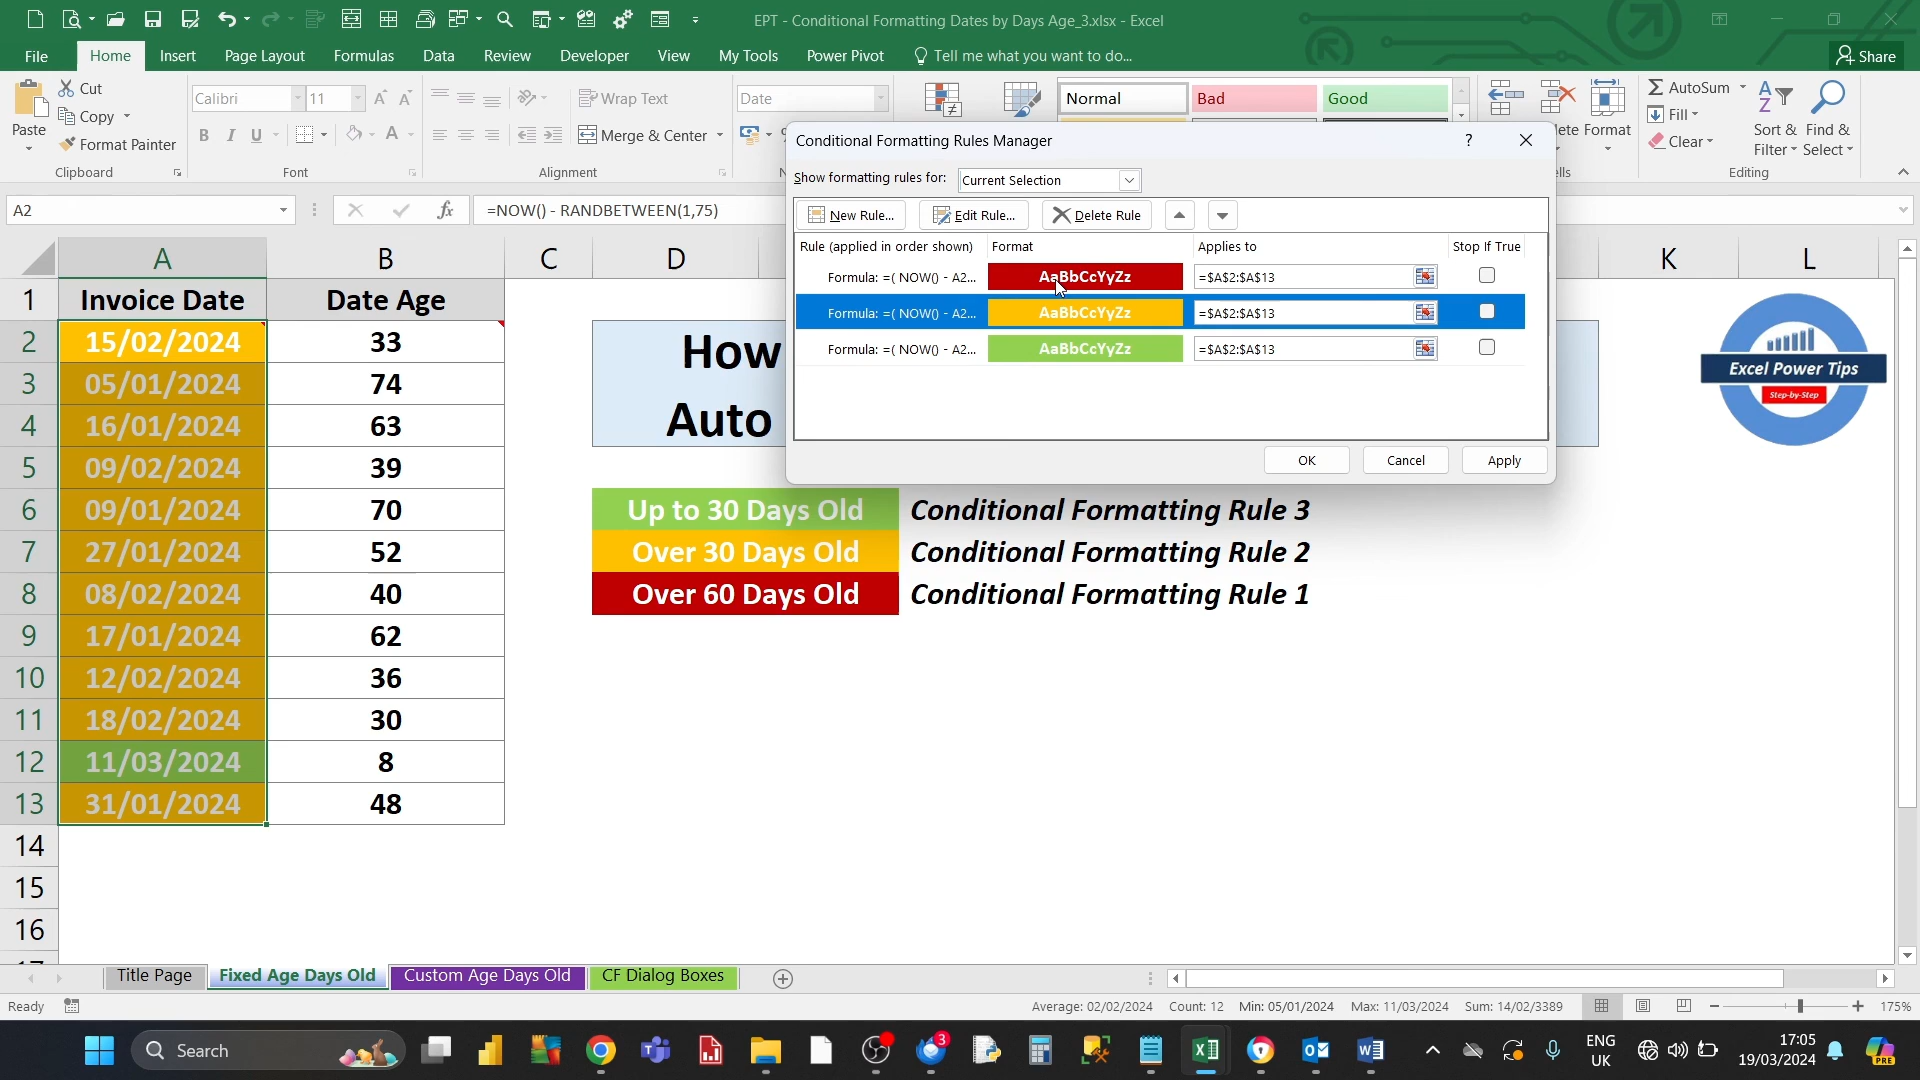 EPT - Conditional Formatting Dates by Days Age_3.xlsx - Excel
File Home Insert Page Layout Formulas Data Review Developer View My Tools Power Pivot Tell me what you want to do... Share
Paste Cut Copy Format Painter Clipboard
Calibri 11 B I U Font
Wrap Text Merge & Center Alignment
Date
Normal Bad Good
Format
AutoSum Fill Clear Sort & Filter Find & Select Editing
A2 fx =NOW() - RANDBETWEEN(1,75)
Conditional Formatting Rules Manager ?
Show formatting rules for: Current Selection
New Rule... Edit Rule... Delete Rule
Rule (applied in order shown) Format Applies to Stop If True
Formula: =( NOW() - A2... AaBbCcYyZz =$A$2:$A$13
Formula: =( NOW() - A2... AaBbCcYyZz =$A$2:$A$13
Formula: =( NOW() - A2... AaBbCcYyZz =$A$2:$A$13
OK Cancel Apply
A B C D K L
1 Invoice Date Date Age
2 15/02/2024 33
3 05/01/2024 74
4 16/01/2024 63
5 09/02/2024 39
6 09/01/2024 70
7 27/01/2024 52
8 08/02/2024 40
9 17/01/2024 62
10 12/02/2024 36
11 18/02/2024 30
12 11/03/2024 8
13 31/01/2024 48
14
15
16
How
Auto
Excel Power Tips
Step-by-Step
Up to 30 Days Old Conditional Formatting Rule 3
Over 30 Days Old Conditional Formatting Rule 2
Over 60 Days Old Conditional Formatting Rule 1
Title Page Fixed Age Days Old Custom Age Days Old CF Dialog Boxes
Ready Average: 02/02/2024 Count: 12 Min: 05/01/2024 Max: 11/03/2024 Sum: 14/02/3389 175%
Search 3 ENG UK 17:05 19/03/2024 PRE